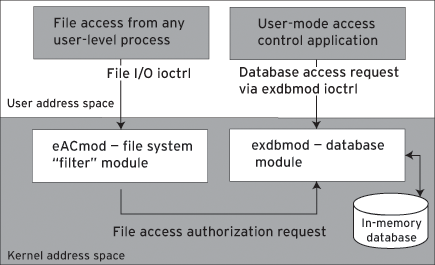 File access from any
user-level process
User-mode access
control application
File I/O ioctrl
Database access request
via exdbmod ioctrl
User address space
eACmod – file system
"filter" module
exdbmod – database
module
In-memory
database
File access authorization request
Kernel address space